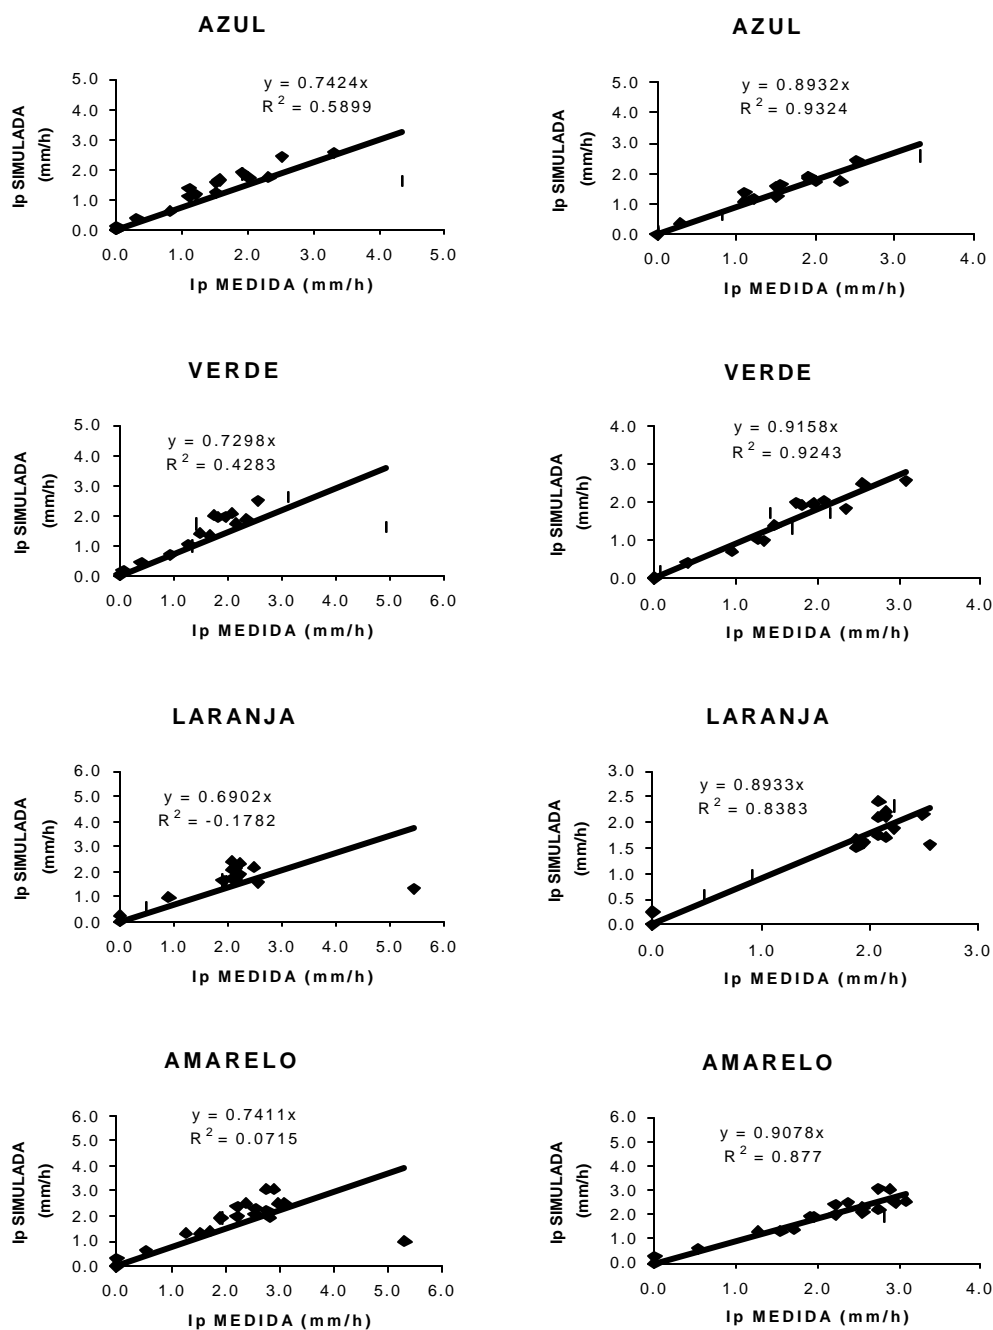 AZUL
y = 0.7424x
R 2 = 0.5899
5.0
4.0
3.0
2.0
1.0
0.0
0.0 1.0 2.0 3.0 4.0 5.0
Ip SIMULADA
(mm/h)
Ip MEDIDA (mm/h)
AZUL
y = 0.8932x
R 2 = 0.9324
5.0
4.0
3.0
2.0
1.0
0.0
0.0 1.0 2.0 3.0 4.0
Ip SIMULADA
(mm/h)
Ip MEDIDA (mm/h)
VERDE
y = 0.7298x
R 2 = 0.4283
5.0
4.0
3.0
2.0
1.0
0.0
0.0 1.0 2.0 3.0 4.0 5.0 6.0
Ip SIMULADA
(mm/h)
Ip MEDIDA (mm/h)
VERDE
y = 0.9158x
R 2 = 0.9243
4.0
3.0
2.0
1.0
0.0
0.0 1.0 2.0 3.0 4.0
Ip SIMULADA
(mm/h)
Ip MEDIDA (mm/h)
LARANJA
y = 0.6902x
R 2 = -0.1782
6.0
5.0
4.0
3.0
2.0
1.0
0.0
0.0 1.0 2.0 3.0 4.0 5.0 6.0
Ip SIMULADA
(mm/h)
Ip MEDIDA (mm/h)
LARANJA
y = 0.8933x
R 2 = 0.8383
3.0
2.5
2.0
1.5
1.0
0.5
0.0
0.0 1.0 2.0 3.0
Ip SIMULADA
(mm/h)
Ip MEDIDA (mm/h)
AMARELO
y = 0.7411x
R 2 = 0.0715
6.0
5.0
4.0
3.0
2.0
1.0
0.0
0.0 1.0 2.0 3.0 4.0 5.0 6.0
Ip SIMULADA
(mm/h)
Ip MEDIDA (mm/h)
AMARELO
y = 0.9078x
R 2 = 0.877
6.0
5.0
4.0
3.0
2.0
1.0
0.0
0.0 1.0 2.0 3.0 4.0
Ip SIMULADA
(mm/h)
Ip MEDIDA (mm/h)